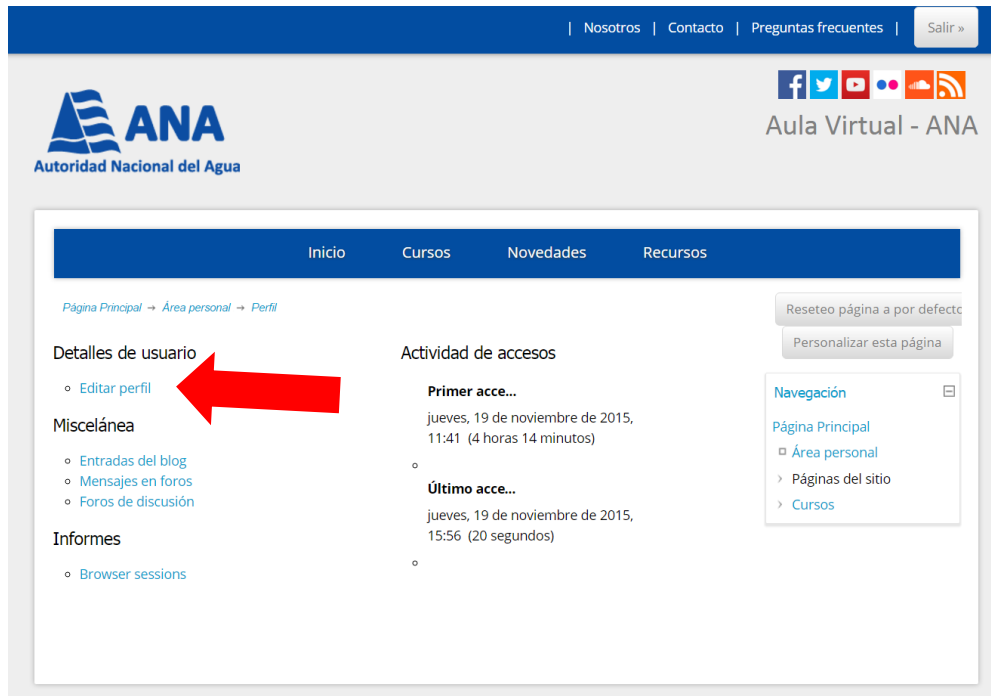 | Nosotros | Contacto | Preguntas frecuentes | Salir »
ANA
Autoridad Nacional del Agua
Aula Virtual - ANA
Inicio Cursos Novedades Recursos
Página Principal → Área personal → Perfil
Reseteo página a por defecto
Personalizar esta página
Detalles de usuario
Editar perfil
Miscelánea
Entradas del blog
Mensajes en foros
Foros de discusión
Informes
Browser sessions
Actividad de accesos
Primer acce...
jueves, 19 de noviembre de 2015,
11:41 (4 horas 14 minutos)
Último acce...
jueves, 19 de noviembre de 2015,
15:56 (20 segundos)
Navegación
Página Principal
Área personal
Páginas del sitio
Cursos